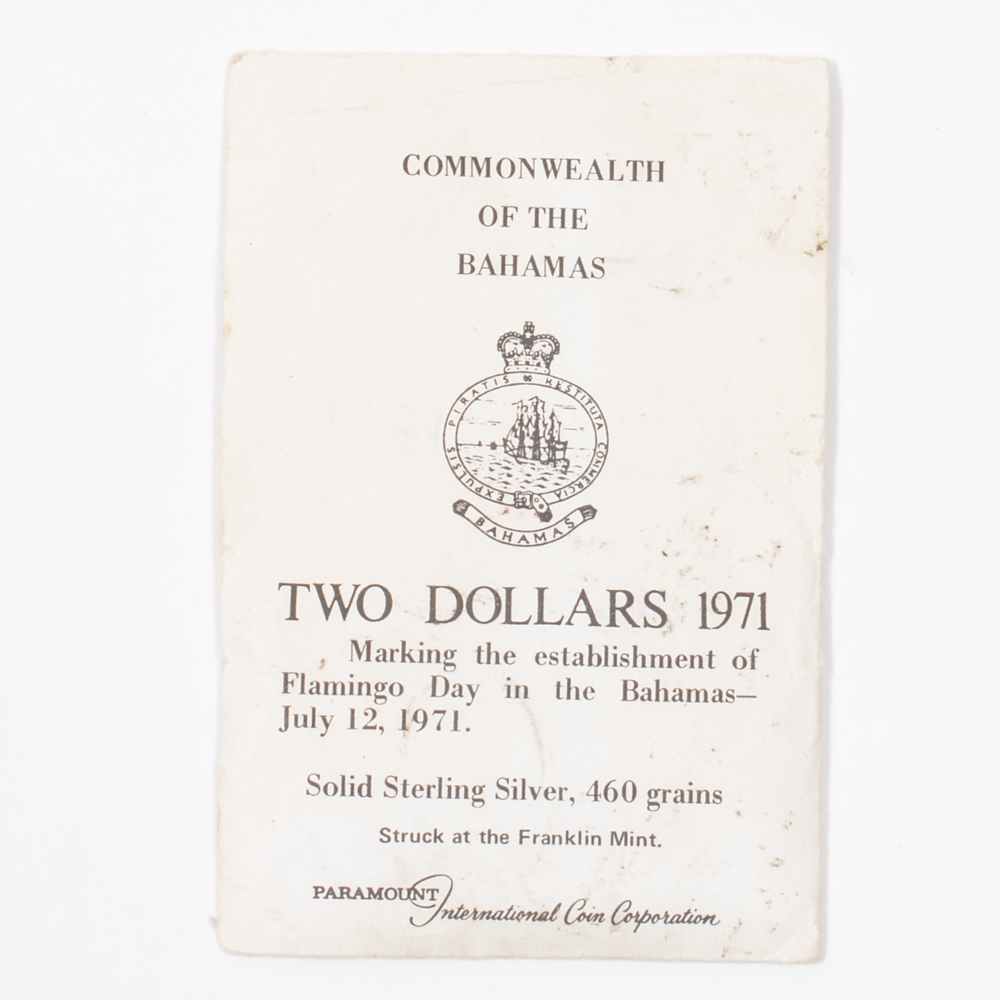 COMMONWEALTH
OF THE
BAHAMAS
EXPULSIS PIRATIS RESTITUTA COMMERCIA
BAHAMAS
TWO DOLLARS 1971
Marking the establishment of
Flamingo Day in the Bahamas—
July 12, 1971.
Solid Sterling Silver, 460 grains
Struck at the Franklin Mint.
PARAMOUNT
International Coin Corporation